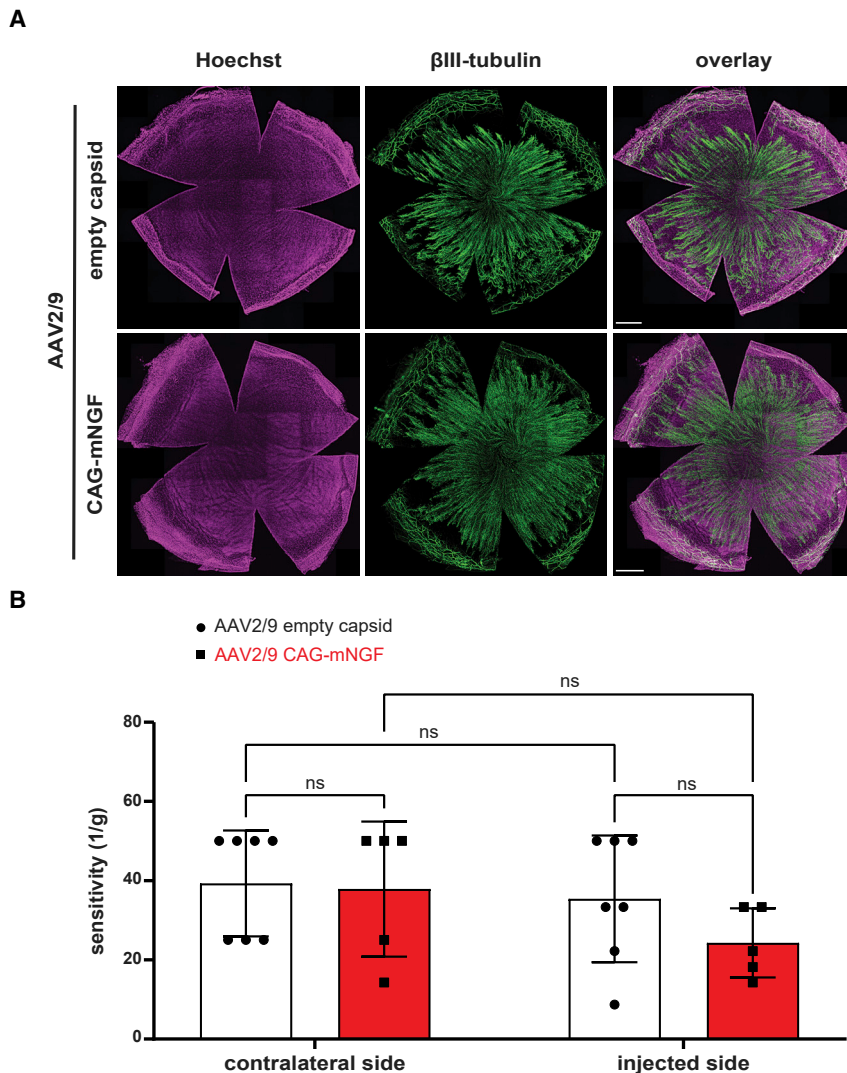 A
Hoechst
βIII-tubulin
overlay
AAV2/9
empty capsid
CAG-mNGF
B
AAV2/9 empty capsid
AAV2/9 CAG-mNGF
ns
ns
ns
ns
80
60
40
20
0
sensitivity (1/g)
contralateral side
injected side